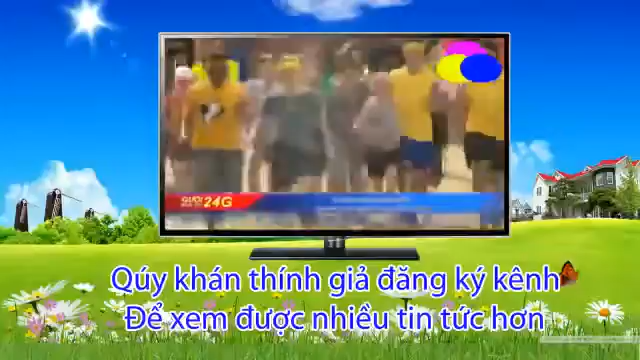 24G
Qúy khán thính giả đăng ký kênh
Để xem được nhiều tin tức hơn